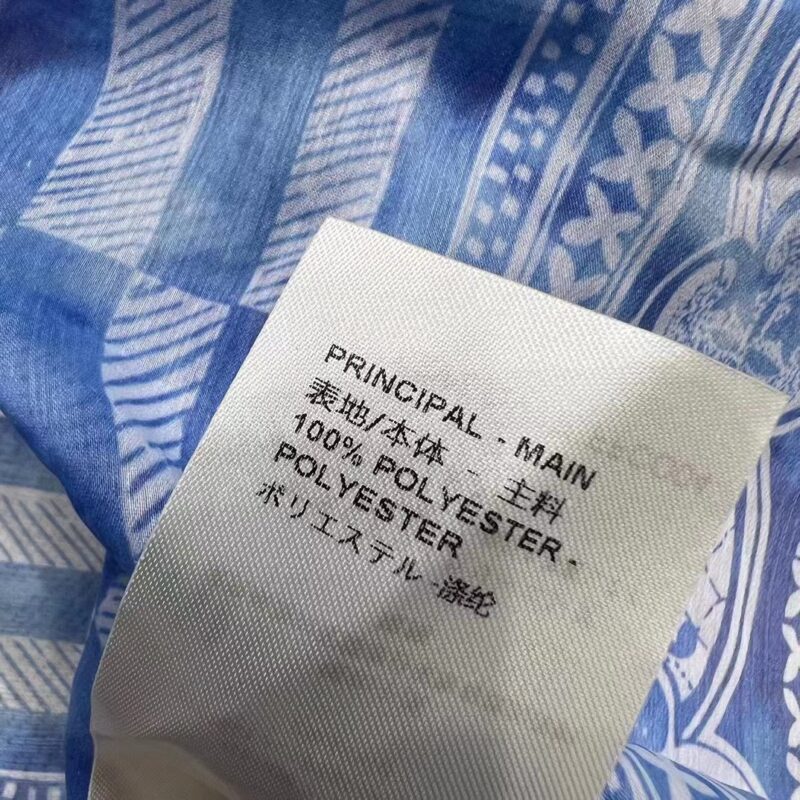 PRINCIPAL - MAIN
表地/本体 - 主料
100% POLYESTER -
POLYESTER
ポリエステル-涤纶